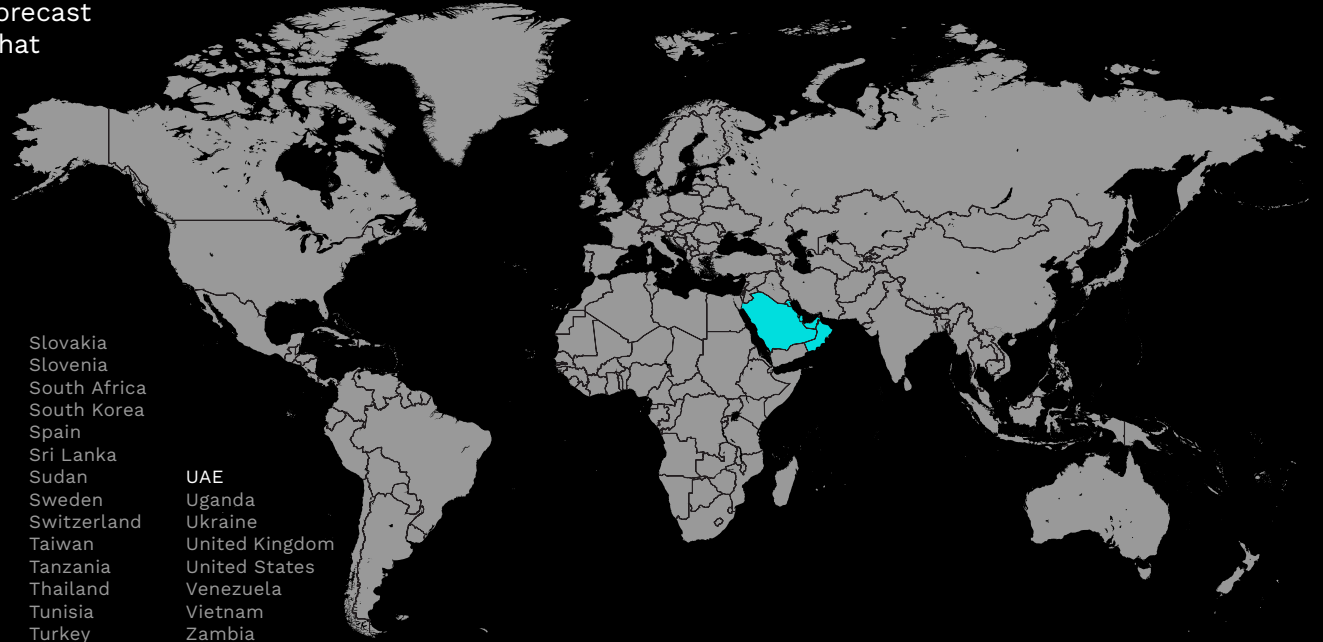 orecast
hat
Slovakia
Slovenia
South Africa
South Korea
Spain
Sri Lanka
Sudan
Sweden
Switzerland
Taiwan
Tanzania
Thailand
Tunisia
Turkey
UAE
Uganda
Ukraine
United Kingdom
United States
Venezuela
Vietnam
Zambia